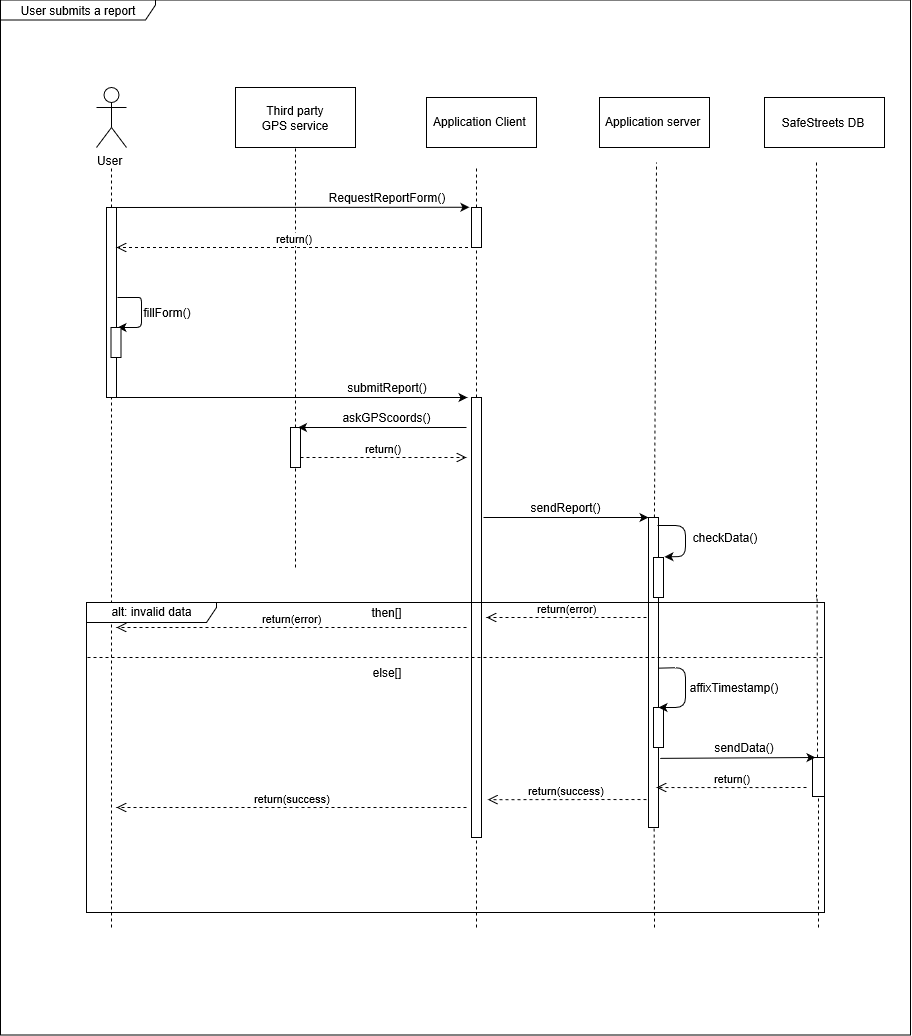 User submits a report
Third party
GPS service
Application Client
Application server
SafeStreets DB
User
RequestReportForm()
return()
fillForm()
submitReport()
askGPScoords()
return()
sendReport()
checkData()
alt: invalid data
then[]
return(error)
return(error)
else[]
affixTimestamp()
sendData()
return()
return(success)
return(success)